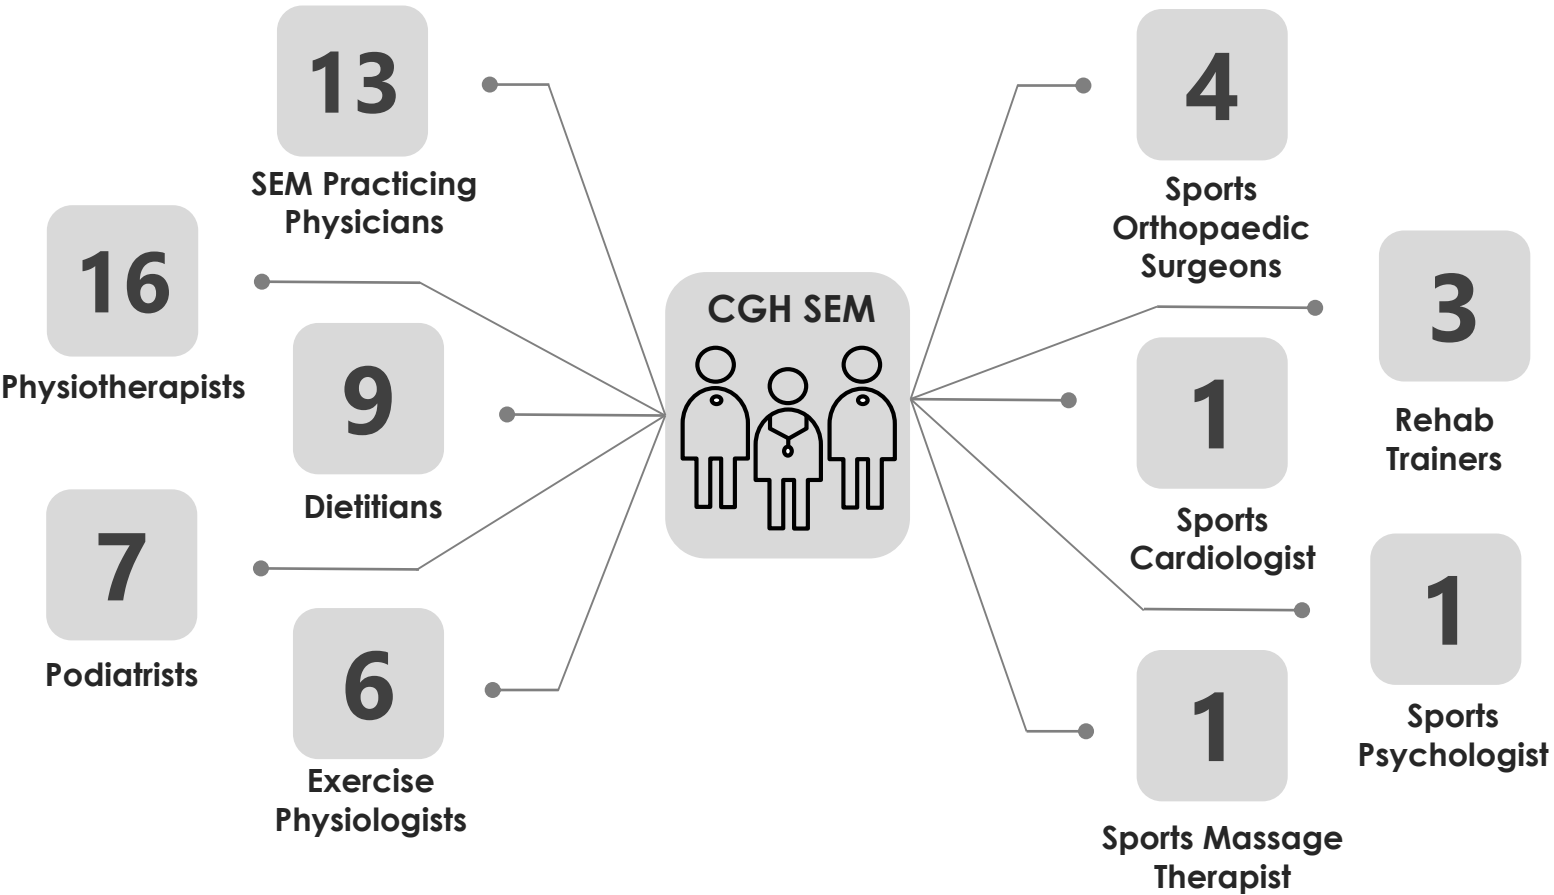 13
SEM Practicing
Physicians
16
Physiotherapists
9
Dietitians
7
Podiatrists
6
Exercise
Physiologists
CGH SEM
4
Sports
Orthopaedic
Surgeons
3
Rehab
Trainers
1
Sports
Cardiologist
1
Sports
Psychologist
1
Sports Massage
Therapist